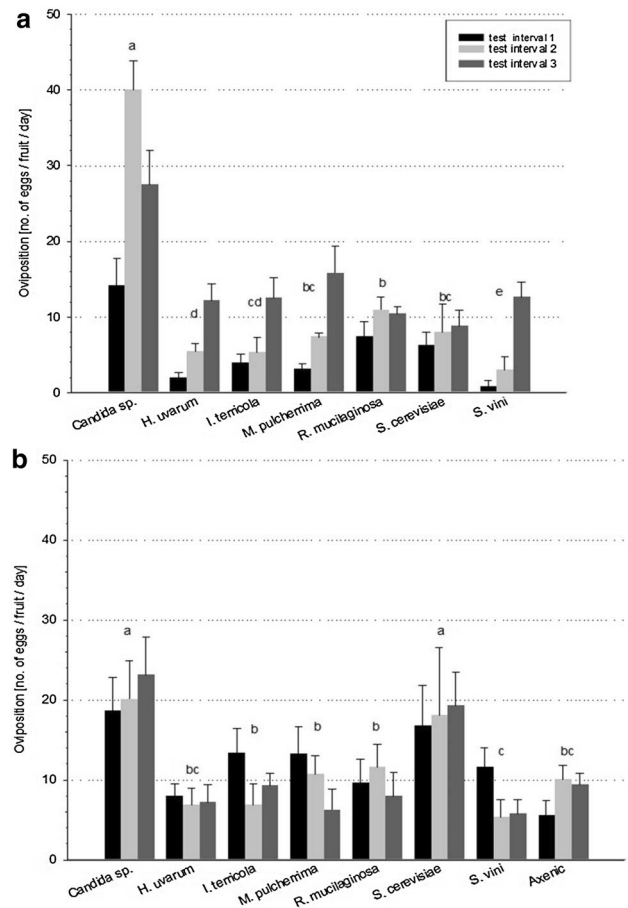 a
test interval 1
test interval 2
test interval 3
Oviposition [no. of eggs / fruit / day]
50
40
30
20
10
0
a
d
cd
bc
b
bc
e
Candida sp.
H. uvarum
I. terricola
M. pulcherrima
R. mucilaginosa
S. cerevisiae
S. vini
b
Oviposition [no. of eggs / fruit / day]
50
40
30
20
10
0
a
bc
b
b
b
a
c
bc
Candida sp.
H. uvarum
I. terricola
M. pulcherrima
R. mucilaginosa
S. cerevisiae
S. vini
Axenic